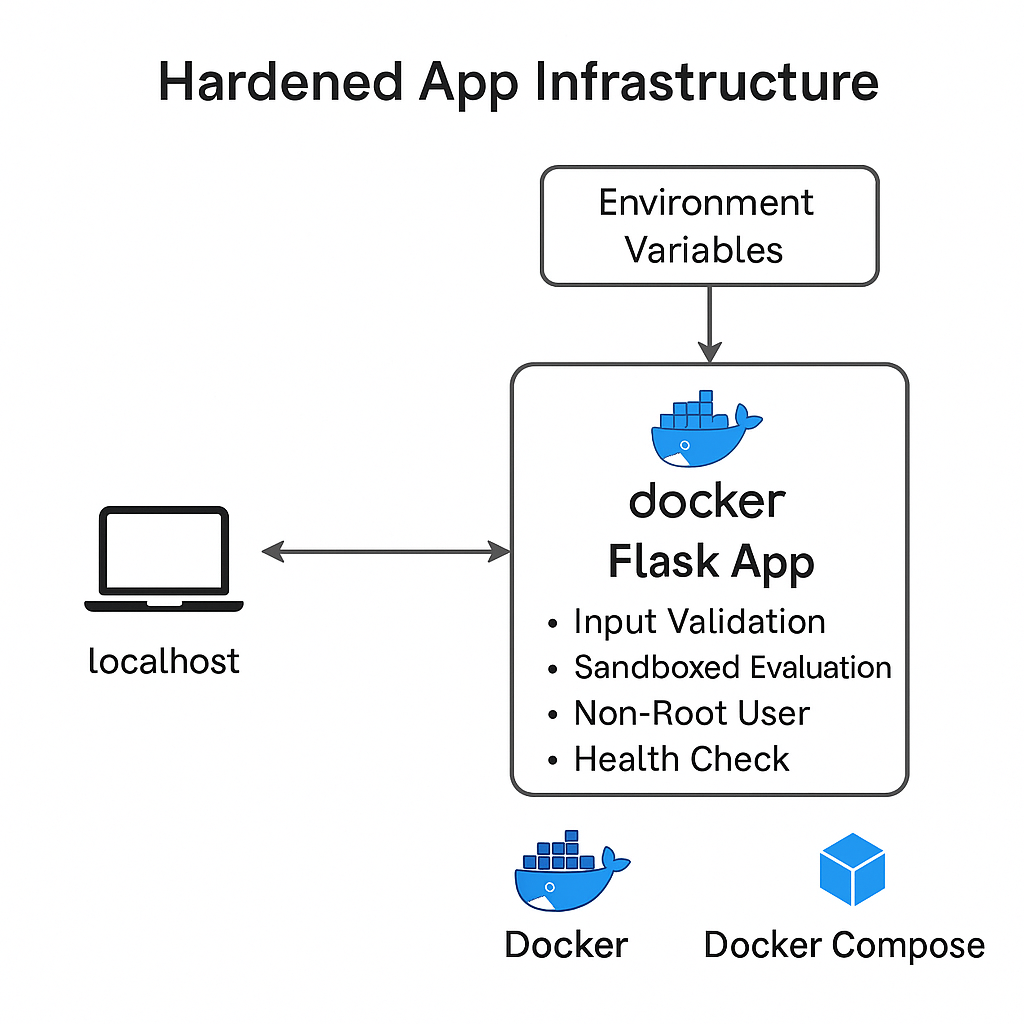 Hardened App Infrastructure
Environment
Variables
docker
Flask App
• Input Validation
• Sandboxed Evaluation
• Non-Root User
• Health Check
localhost
Docker
Docker Compose